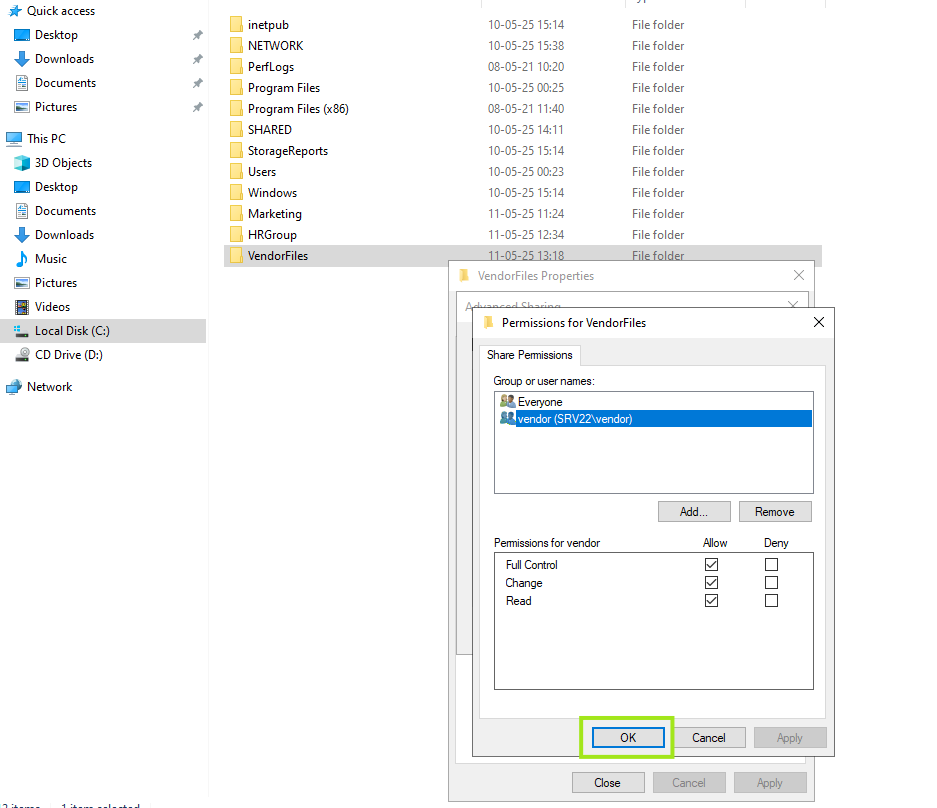 Quick access
Desktop
Downloads
Documents
Pictures
This PC
3D Objects
Desktop
Documents
Downloads
Music
Pictures
Videos
Local Disk (C:)
CD Drive (D:)
Network
inetpub 10-05-25 15:14 File folder
NETWORK 10-05-25 15:38 File folder
PerfLogs 08-05-21 10:20 File folder
Program Files 10-05-25 00:25 File folder
Program Files (x86) 08-05-21 11:40 File folder
SHARED 10-05-25 14:11 File folder
StorageReports 10-05-25 15:14 File folder
Users 10-05-25 00:23 File folder
Windows 10-05-25 15:14 File folder
Marketing 11-05-25 11:24 File folder
HRGroup 11-05-25 12:34 File folder
VendorFiles 11-05-25 13:18 File folder
VendorFiles Properties
Advanced Sharing
Permissions for VendorFiles
Share Permissions
Group or user names:
Everyone
vendor (SRV22\vendor)
Add... Remove
Permissions for vendor Allow Deny
Full Control
Change
Read
OK Cancel Apply
Close Cancel Apply
items 1 item selected